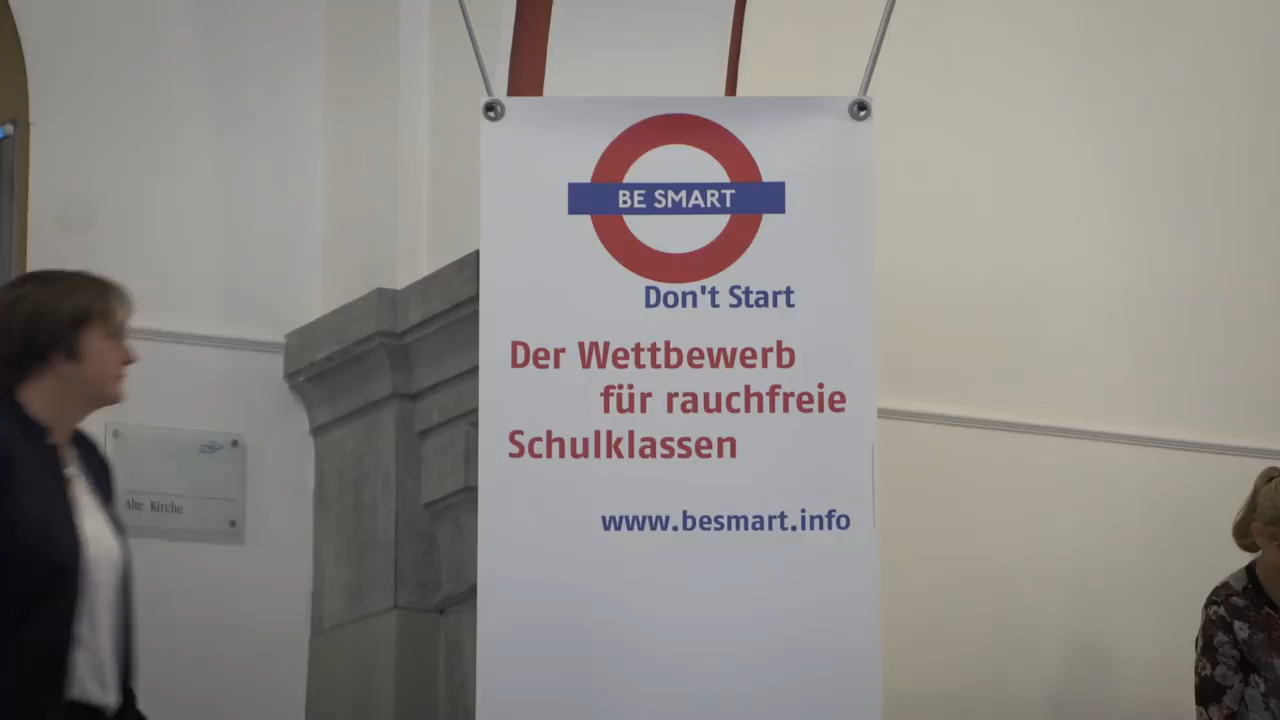 BE SMART
Don't Start
Der Wettbewerb
für rauchfreie
Schulklassen
www.besmart.info
Alte Kirche